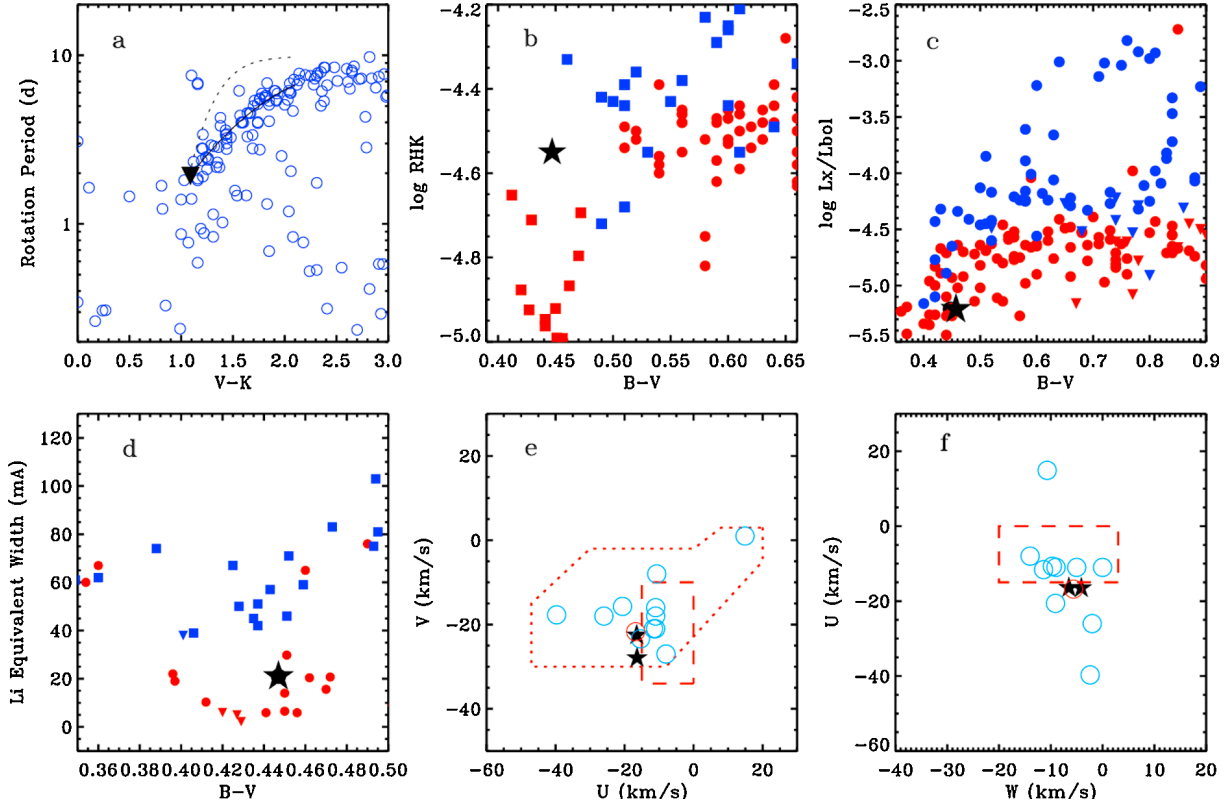 a
10
1
Rotation Period (d)
0.0 0.5 1.0 1.5 2.0 2.5 3.0
V-K
b
-4.2
-4.4
-4.6
-4.8
-5.0
log RHK
0.40 0.45 0.50 0.55 0.60 0.65
B-V
c
-2.5
-3.0
-3.5
-4.0
-4.5
-5.0
-5.5
log Lx/Lbol
0.4 0.5 0.6 0.7 0.8 0.9
B-V
d
120
100
80
60
40
20
0
Li Equivalent Width (mA)
0.36 0.38 0.40 0.42 0.44 0.46 0.48 0.50
B-V
e
20
0
-20
-40
V (km/s)
-60 -40 -20 0 20
U (km/s)
f
20
0
-20
-40
-60
U (km/s)
-40 -30 -20 -10 0 10 20
W (km/s)